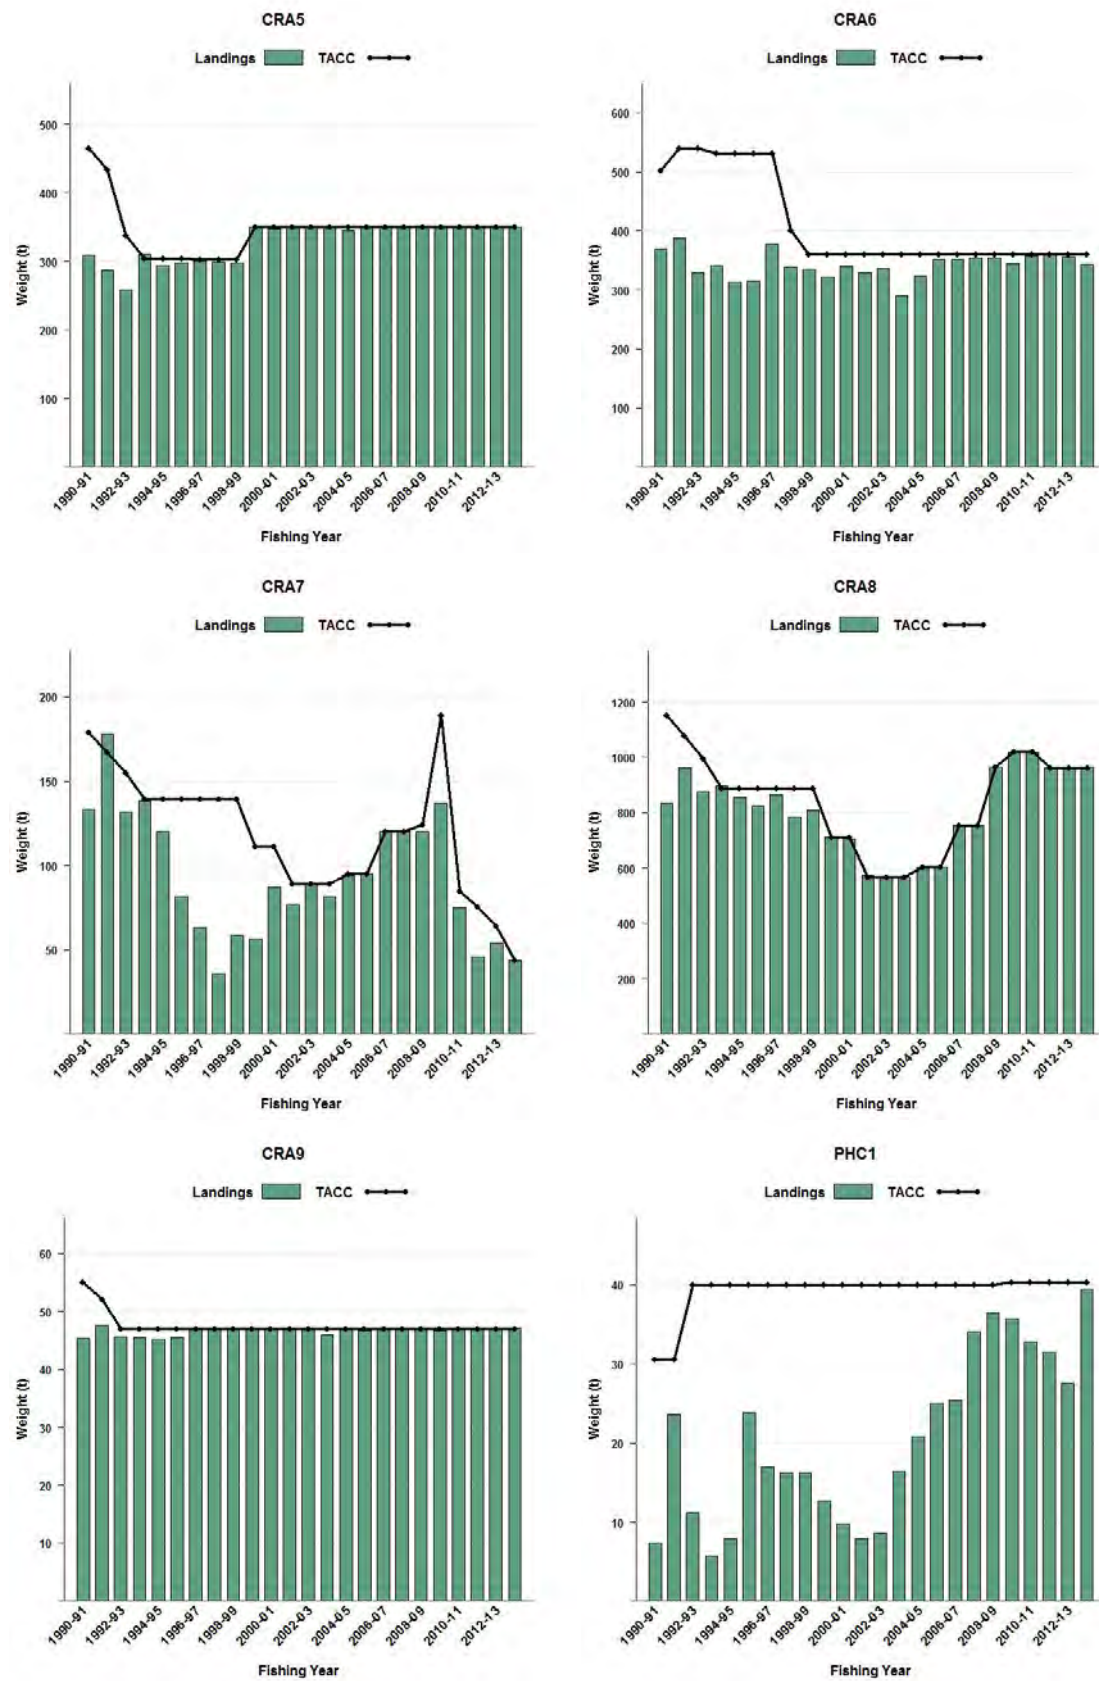 CRA5
Landings TACC
500
400
300
200
100
Weight (t)
1990-91 1992-93 1994-95 1996-97 1998-99 2000-01 2002-03 2004-05 2006-07 2008-09 2010-11 2012-13
Fishing Year
CRA6
Landings TACC
600
500
400
300
200
100
Weight (t)
1990-91 1992-93 1994-95 1996-97 1998-99 2000-01 2002-03 2004-05 2006-07 2008-09 2010-11 2012-13
Fishing Year
CRA7
Landings TACC
200
150
100
50
Weight (t)
1990-91 1992-93 1994-95 1996-97 1998-99 2000-01 2002-03 2004-05 2006-07 2008-09 2010-11 2012-13
Fishing Year
CRA8
Landings TACC
1200
1000
800
600
400
200
Weight (t)
1990-91 1992-93 1994-95 1996-97 1998-99 2000-01 2002-03 2004-05 2006-07 2008-09 2010-11 2012-13
Fishing Year
CRA9
Landings TACC
60
50
40
30
20
10
Weight (t)
1990-91 1992-93 1994-95 1996-97 1998-99 2000-01 2002-03 2004-05 2006-07 2008-09 2010-11 2012-13
Fishing Year
PHC1
Landings TACC
40
30
20
10
Weight (t)
1990-91 1992-93 1994-95 1996-97 1998-99 2000-01 2002-03 2004-05 2006-07 2008-09 2010-11 2012-13
Fishing Year